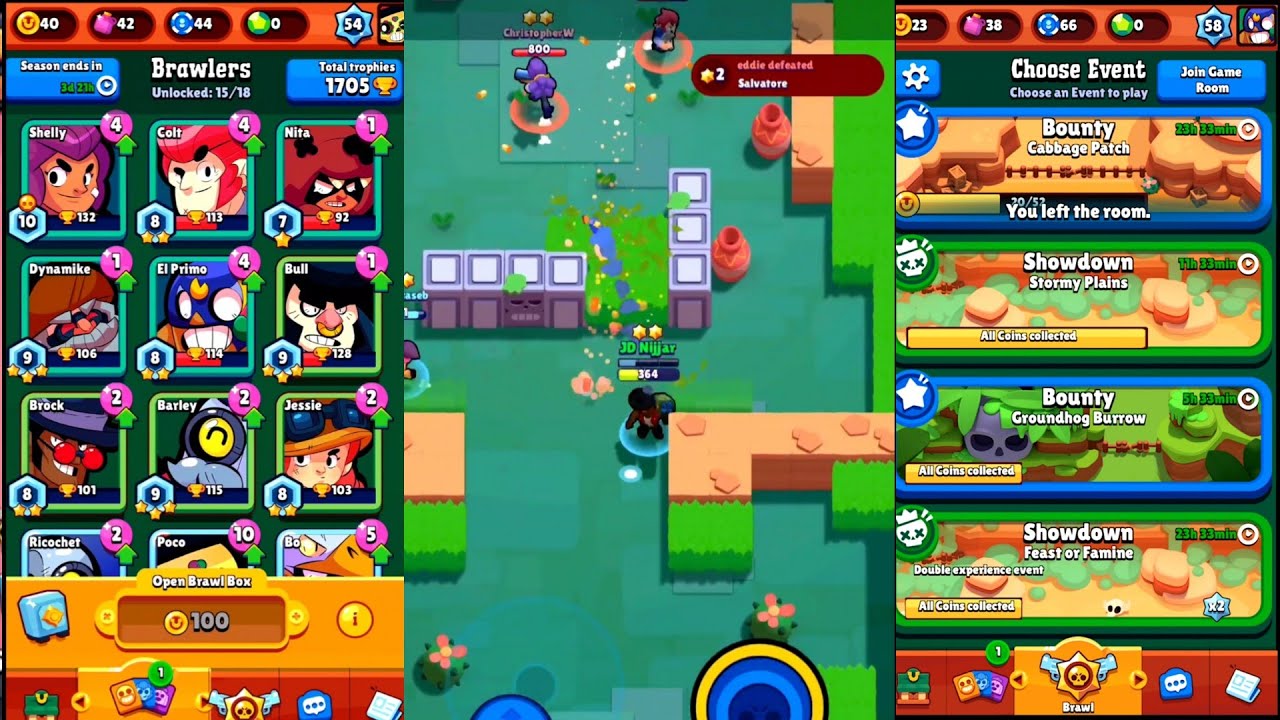 40
42
44
0
54
Season ends in
3d 21h
Brawlers
Unlocked: 15/18
Total trophies
1705
Shelly
4
10
132
Colt
4
8
113
Nita
1
7
92
Dynamike
1
9
106
El Primo
4
8
114
Bull
1
9
128
Brock
2
8
101
Barley
2
9
115
Jessie
2
8
103
Ricochet
2
Poco
10
Bo
5
Open Brawl Box
100
i
1
ChristopherW
800
2
eddie defeated
Salvatore
aseb
JD Nijjar
364
23
38
66
0
58
Choose Event
Choose an Event to play
Join Game
Room
Bounty
Cabbage Patch
23h 33min
20/52
You left the room.
Showdown
Stormy Plains
11h 33min
All Coins collected
Bounty
Groundhog Burrow
5h 33min
All Coins collected
Showdown
Feast or Famine
23h 33min
Double experience event
All Coins collected
x2
1
Brawl